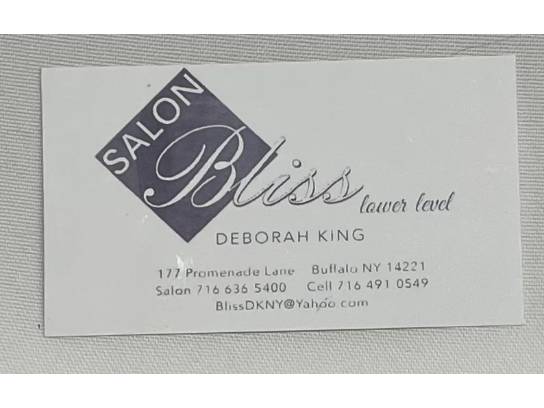 SALON
Bliss
lower level
DEBORAH KING
177 Promenade Lane Buffalo NY 14221
Salon 716 636 5400 Cell 716 491 0549
BlissDKNY@Yahoo com